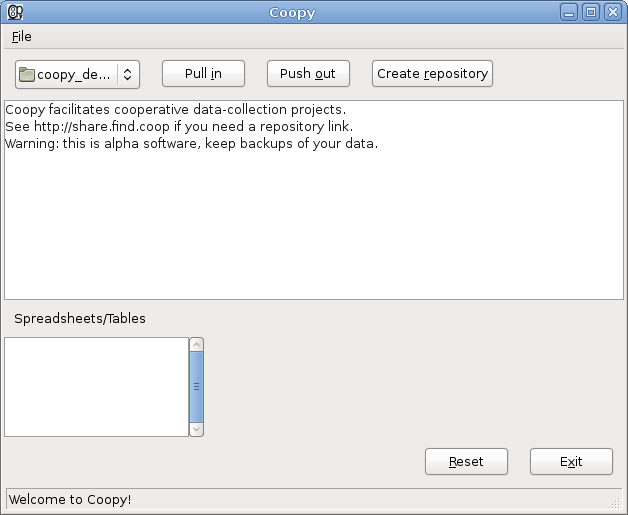 Coopy
File
coopy_de...
Pull in
Push out
Create repository
Coopy facilitates cooperative data-collection projects.
See http://share.find.coop if you need a repository link.
Warning: this is alpha software, keep backups of your data.
Spreadsheets/Tables
Reset
Exit
Welcome to Coopy!